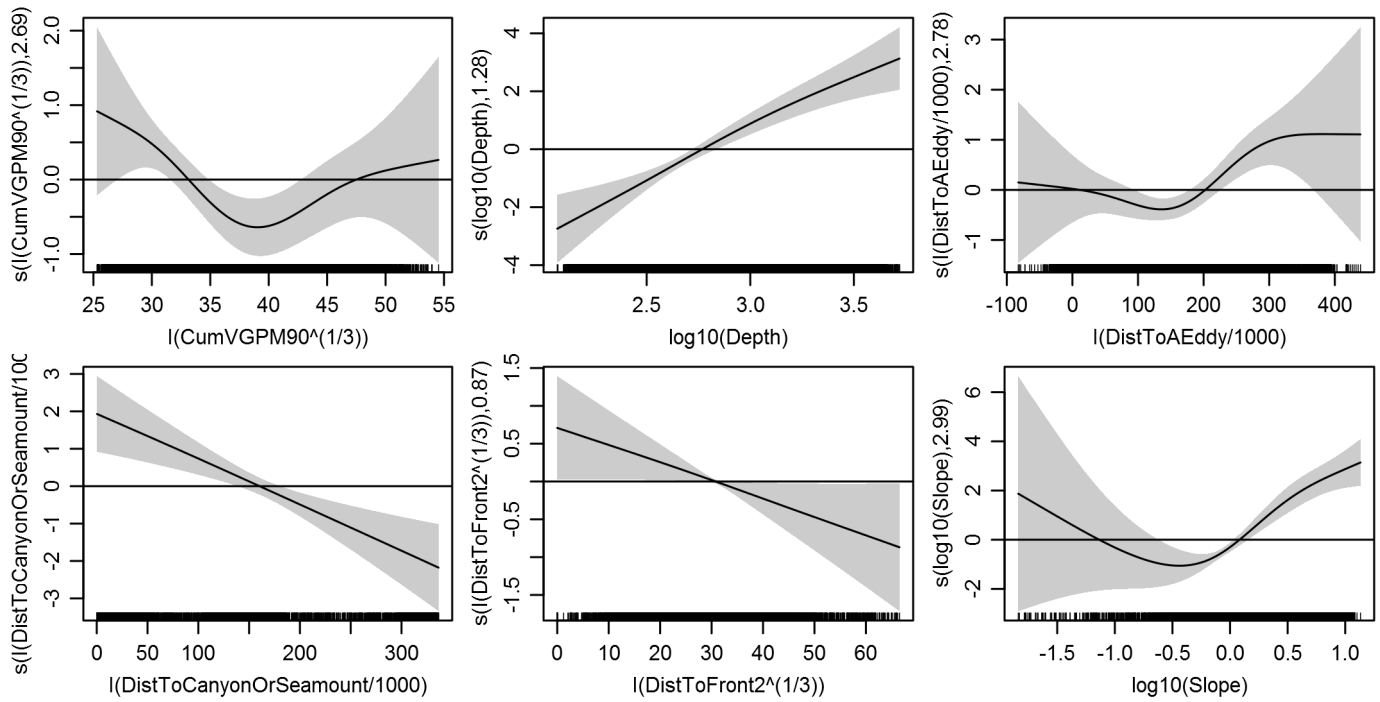 s(I(CumVGPM90^(1/3)),2.69)
2.0
1.0
0.0
-1.0
25 30 35 40 45 50 55
I(CumVGPM90^(1/3))
s(log10(Depth),1.28)
4
2
0
-2
-4
2.5 3.0 3.5
log10(Depth)
s(I(DistToAEddy/1000),2.78)
3
2
1
0
-1
-100 0 100 200 300 400
I(DistToAEddy/1000)
s(I(DistToCanyonOrSeamount/100
3
2
1
0
-1
-2
-3
0 50 100 200 300
I(DistToCanyonOrSeamount/1000)
s(I(DistToFront2^(1/3)),0.87)
1.5
0.5
-0.5
-1.5
0 10 20 30 40 50 60
I(DistToFront2^(1/3))
s(log10(Slope),2.99)
6
4
2
0
-2
-1.5 -1.0 -0.5 0.0 0.5 1.0
log10(Slope)